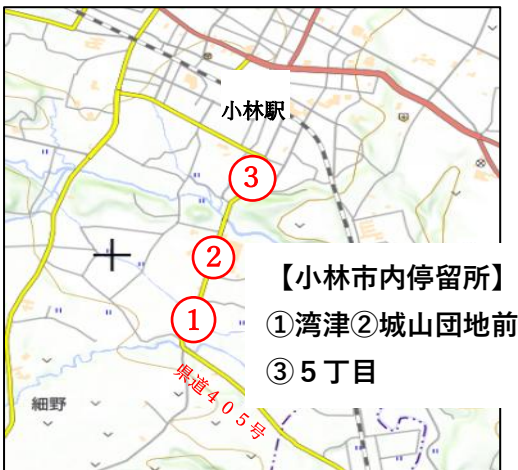 小林駅
③
②
【小林市内停留所】
①湾津②城山団地前
③５丁目
①
県道４０５号
細野